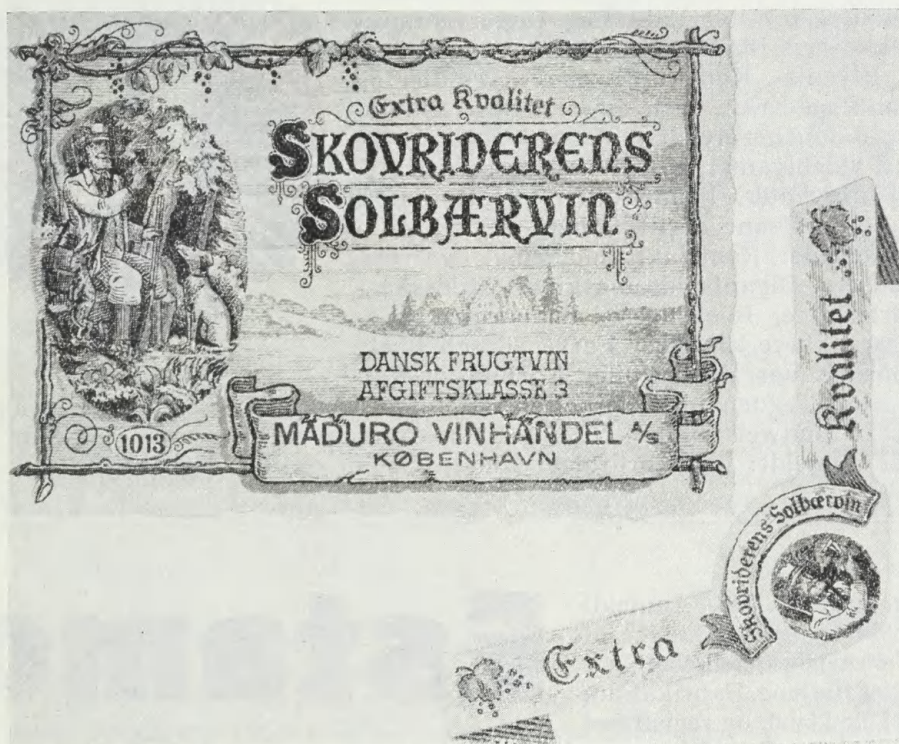 Extra Kvalitet
SKOVRIDERENS
SOLBÆRVIN
DANSK FRUGTVIN
AFGIFTSKLASSE 3
MADURO VINHANDEL A/S
KØBENHAVN
1013
Extra
Skovriderens Solbærvin
Kvalitet